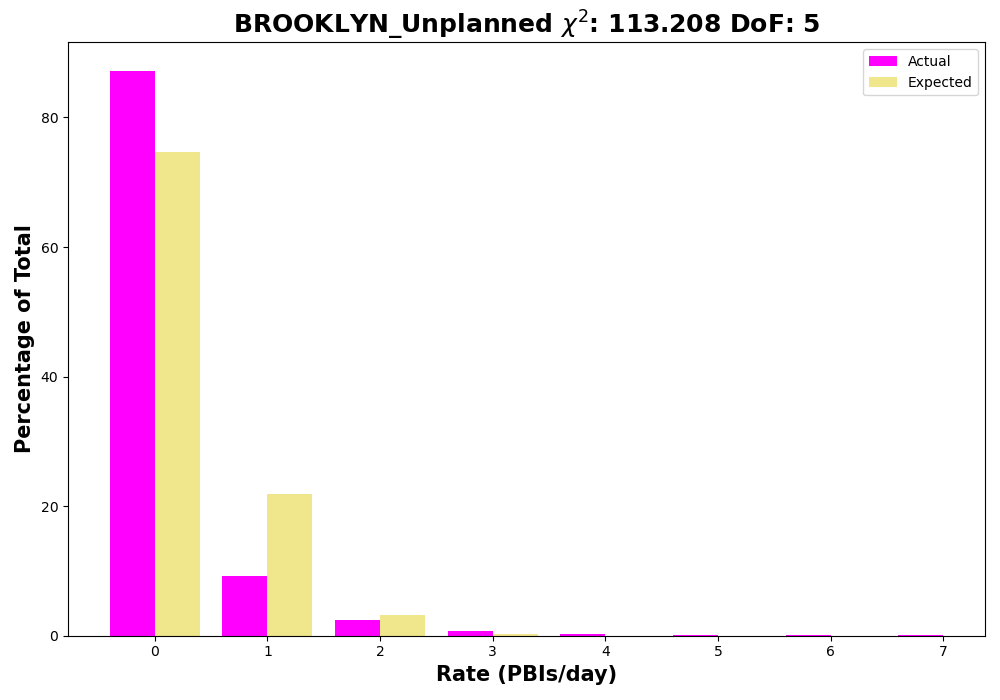 BROOKLYN_Unplanned χ²: 113.208 DoF: 5
Actual
Expected
Percentage of Total
80
60
40
20
0
0 1 2 3 4 5 6 7
Rate (PBIs/day)